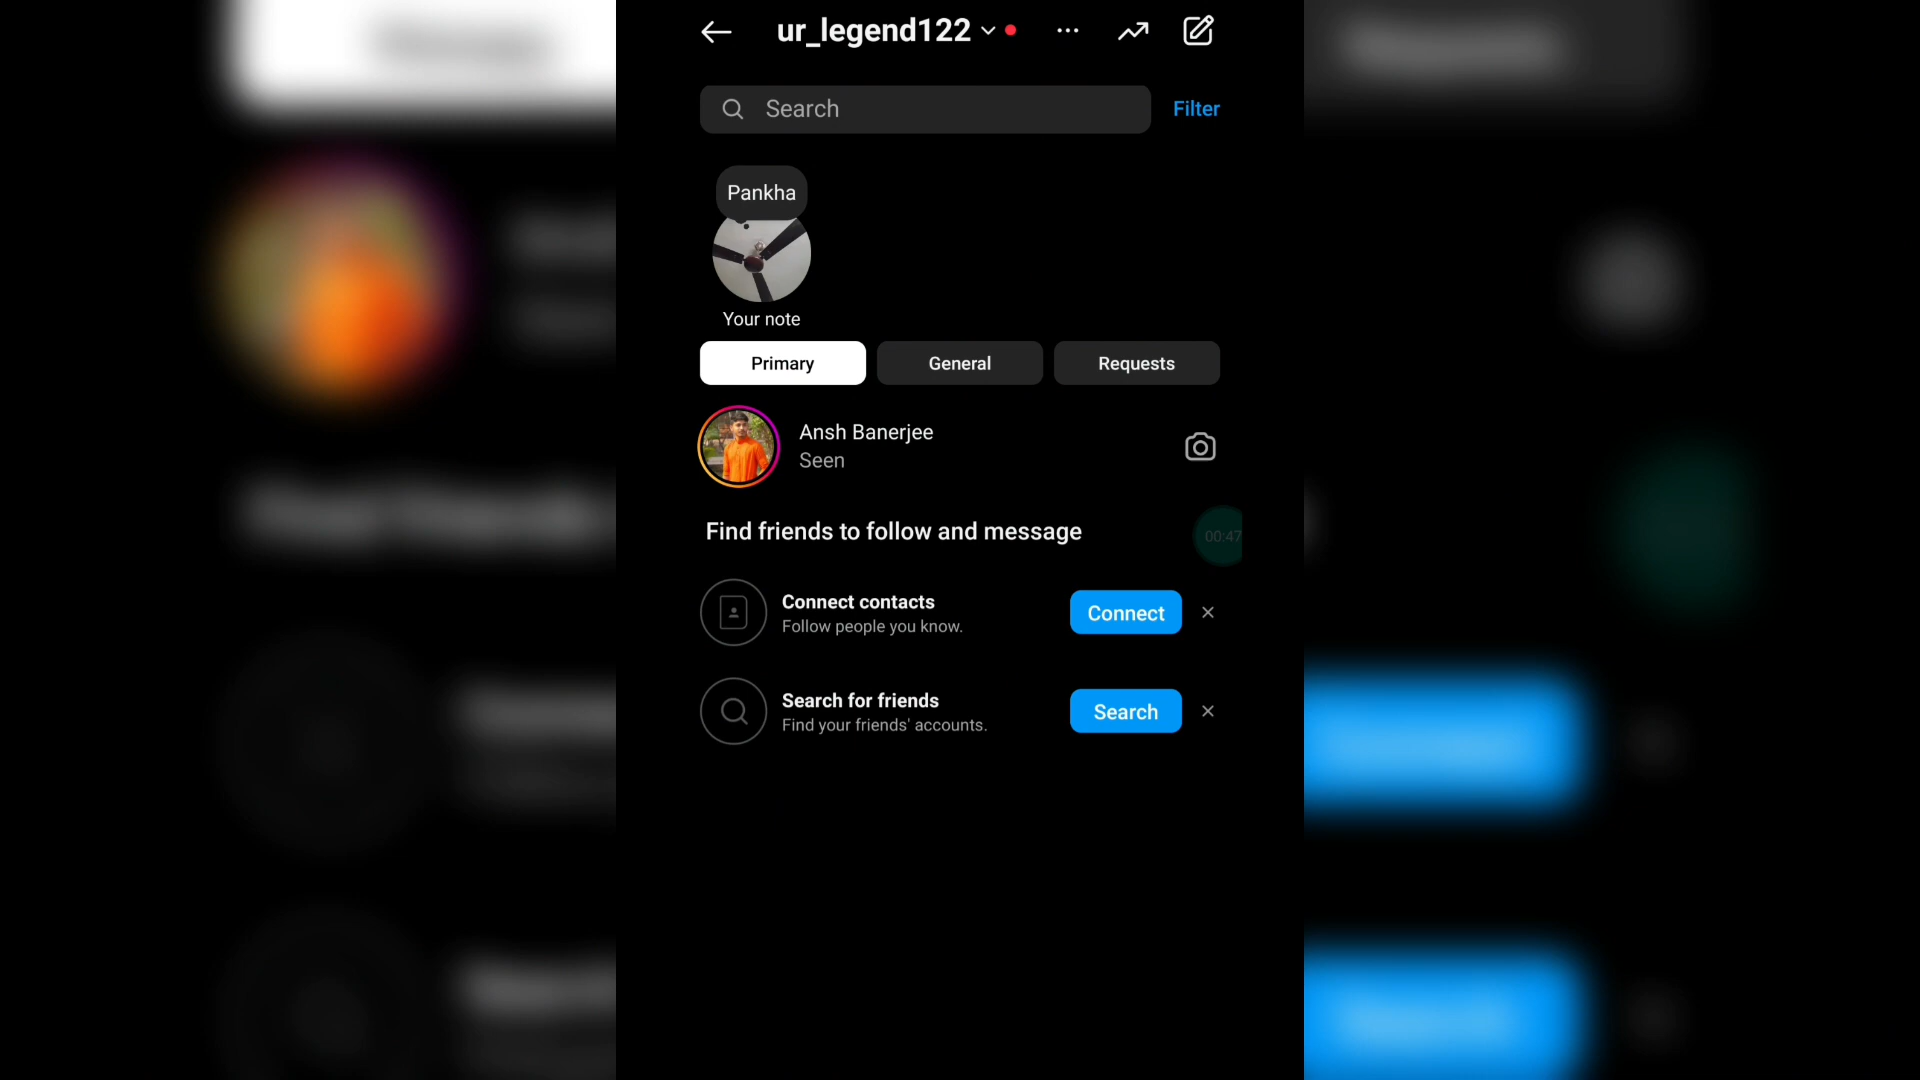 ur_legend122
Search
Filter
Pankha
Your note
Primary
General
Requests
Ansh Banerjee
Seen
Find friends to follow and message
00:47
Connect contacts
Follow people you know.
Connect
Search for friends
Find your friends' accounts.
Search